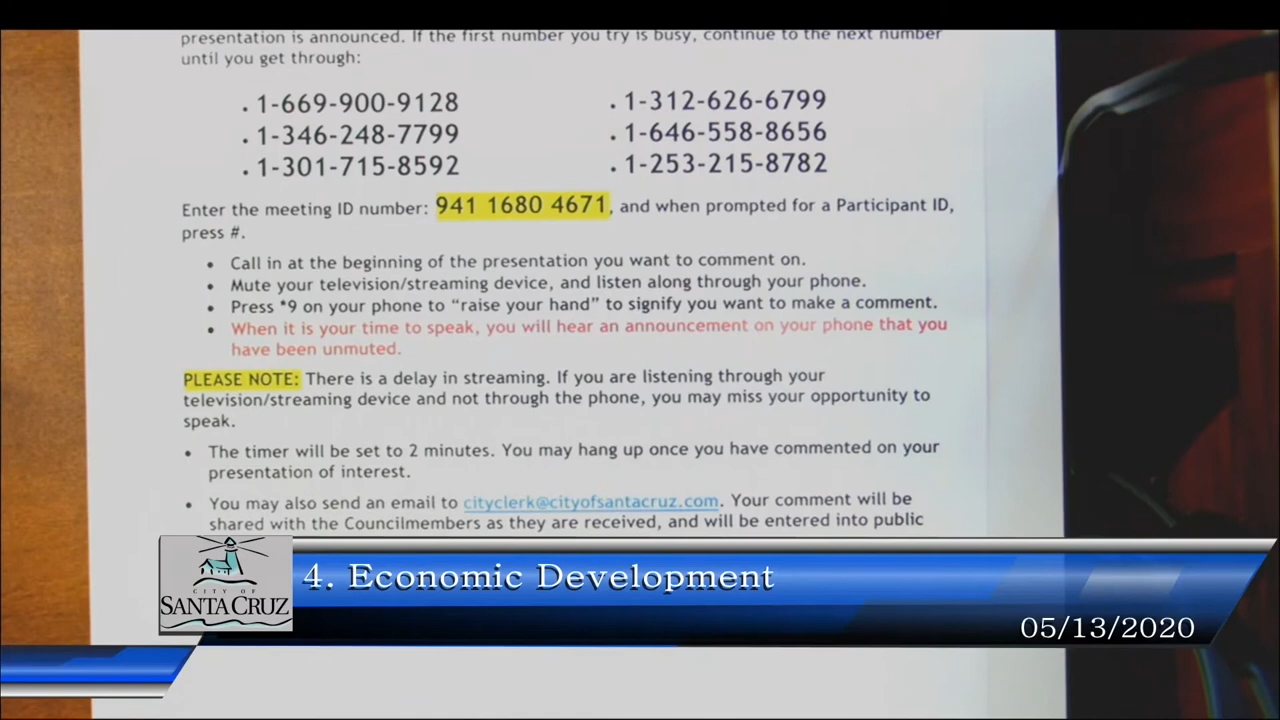 presentation is announced. If the first number you try is busy, continue to the next number
until you get through:
. 1-669-900-9128
. 1-346-248-7799
. 1-301-715-8592
. 1-312-626-6799
. 1-646-558-8656
. 1-253-215-8782
Enter the meeting ID number: 941 1680 4671, and when prompted for a Participant ID,
press #.
• Call in at the beginning of the presentation you want to comment on.
• Mute your television/streaming device, and listen along through your phone.
• Press *9 on your phone to “raise your hand” to signify you want to make a comment.
• When it is your time to speak, you will hear an announcement on your phone that you
have been unmuted.
PLEASE NOTE: There is a delay in streaming. If you are listening through your
television/streaming device and not through the phone, you may miss your opportunity to
speak.
• The timer will be set to 2 minutes. You may hang up once you have commented on your
presentation of interest.
• You may also send an email to cityclerk@cityofsantacruz.com. Your comment will be
shared with the Councilmembers as they are received, and will be entered into public
CITY OF
SANTA CRUZ
4. Economic Development
05/13/2020